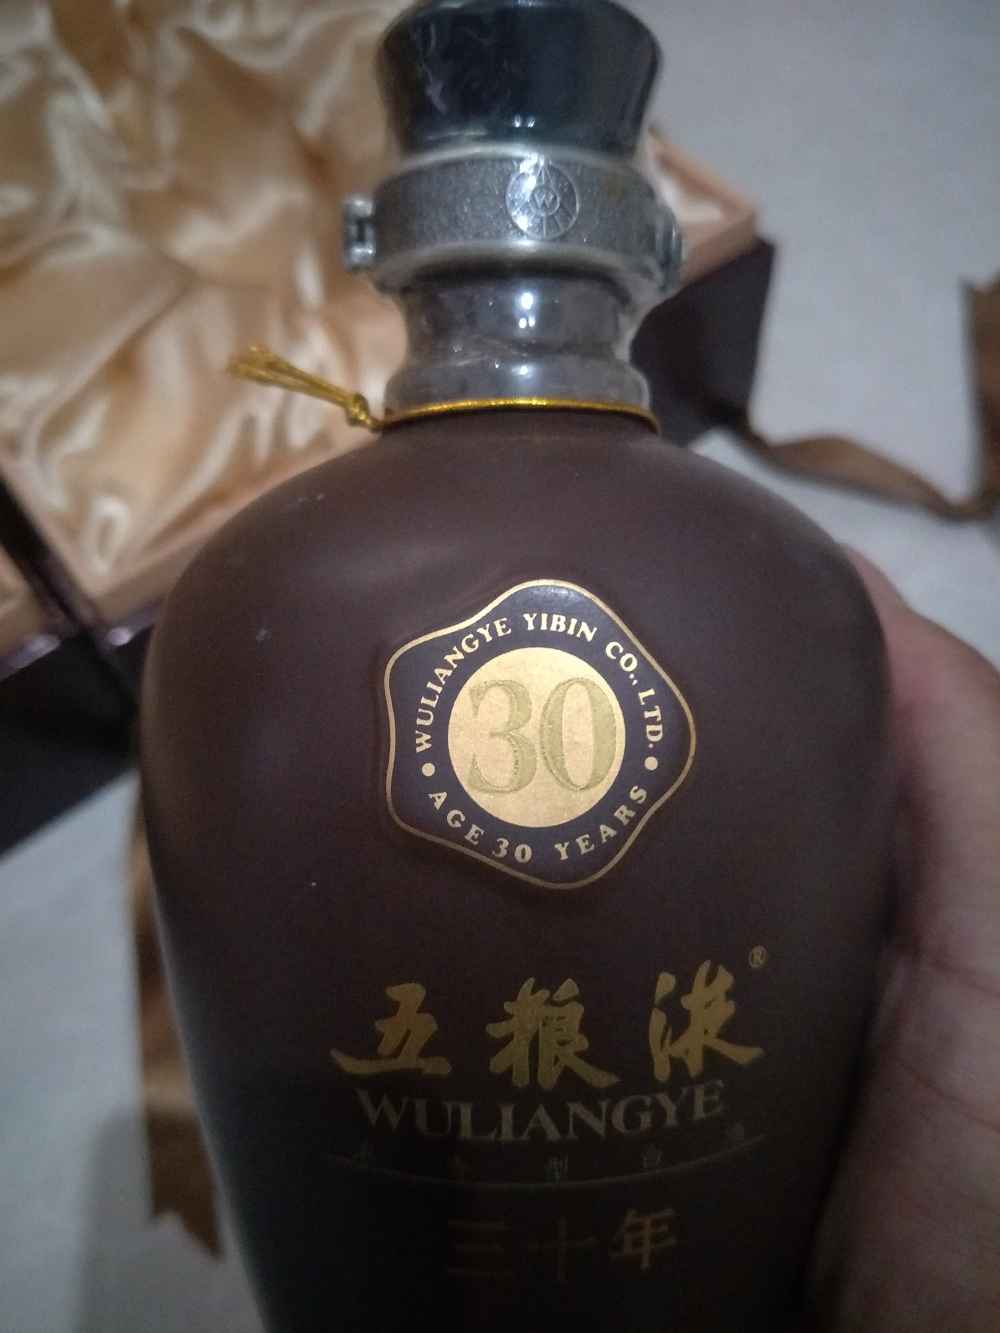 W
WULIANGYE YIBIN CO., LTD.
30
AGE 30 YEARS
五粮液®
WULIANGYE
三十年